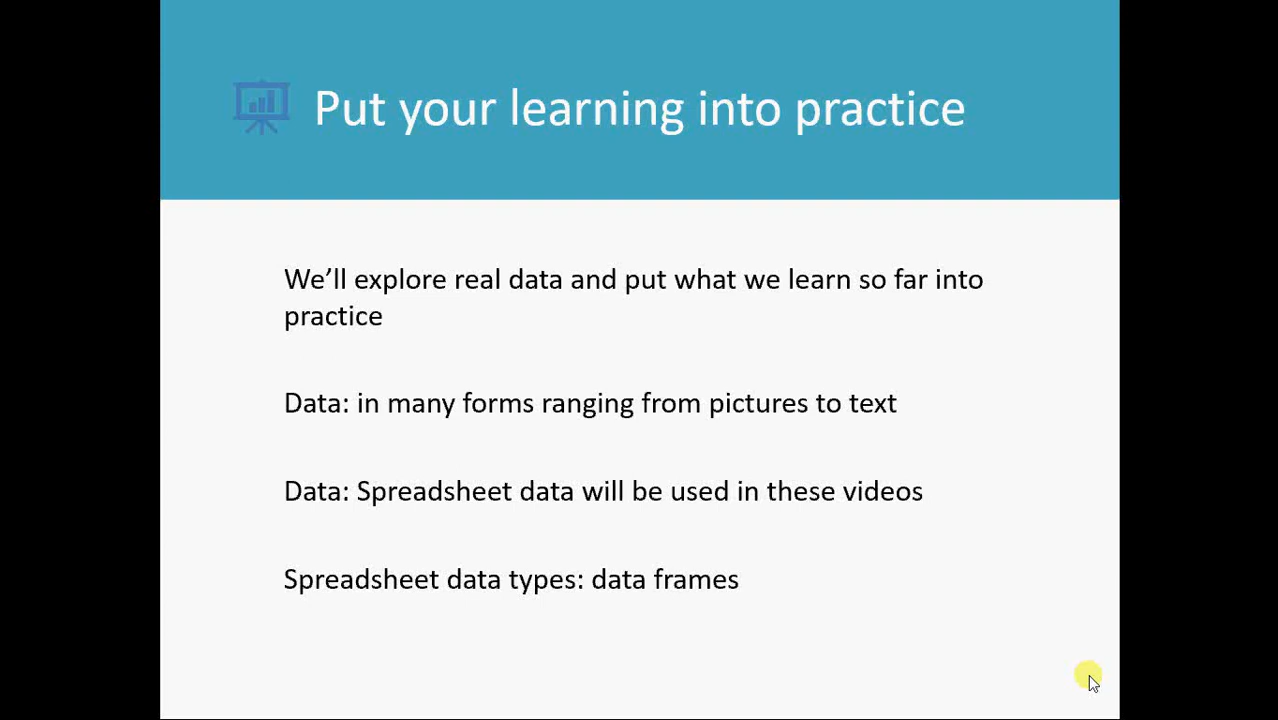 Put your learning into practice
We’ll explore real data and put what we learn so far into
practice
Data: in many forms ranging from pictures to text
Data: Spreadsheet data will be used in these videos
Spreadsheet data types: data frames